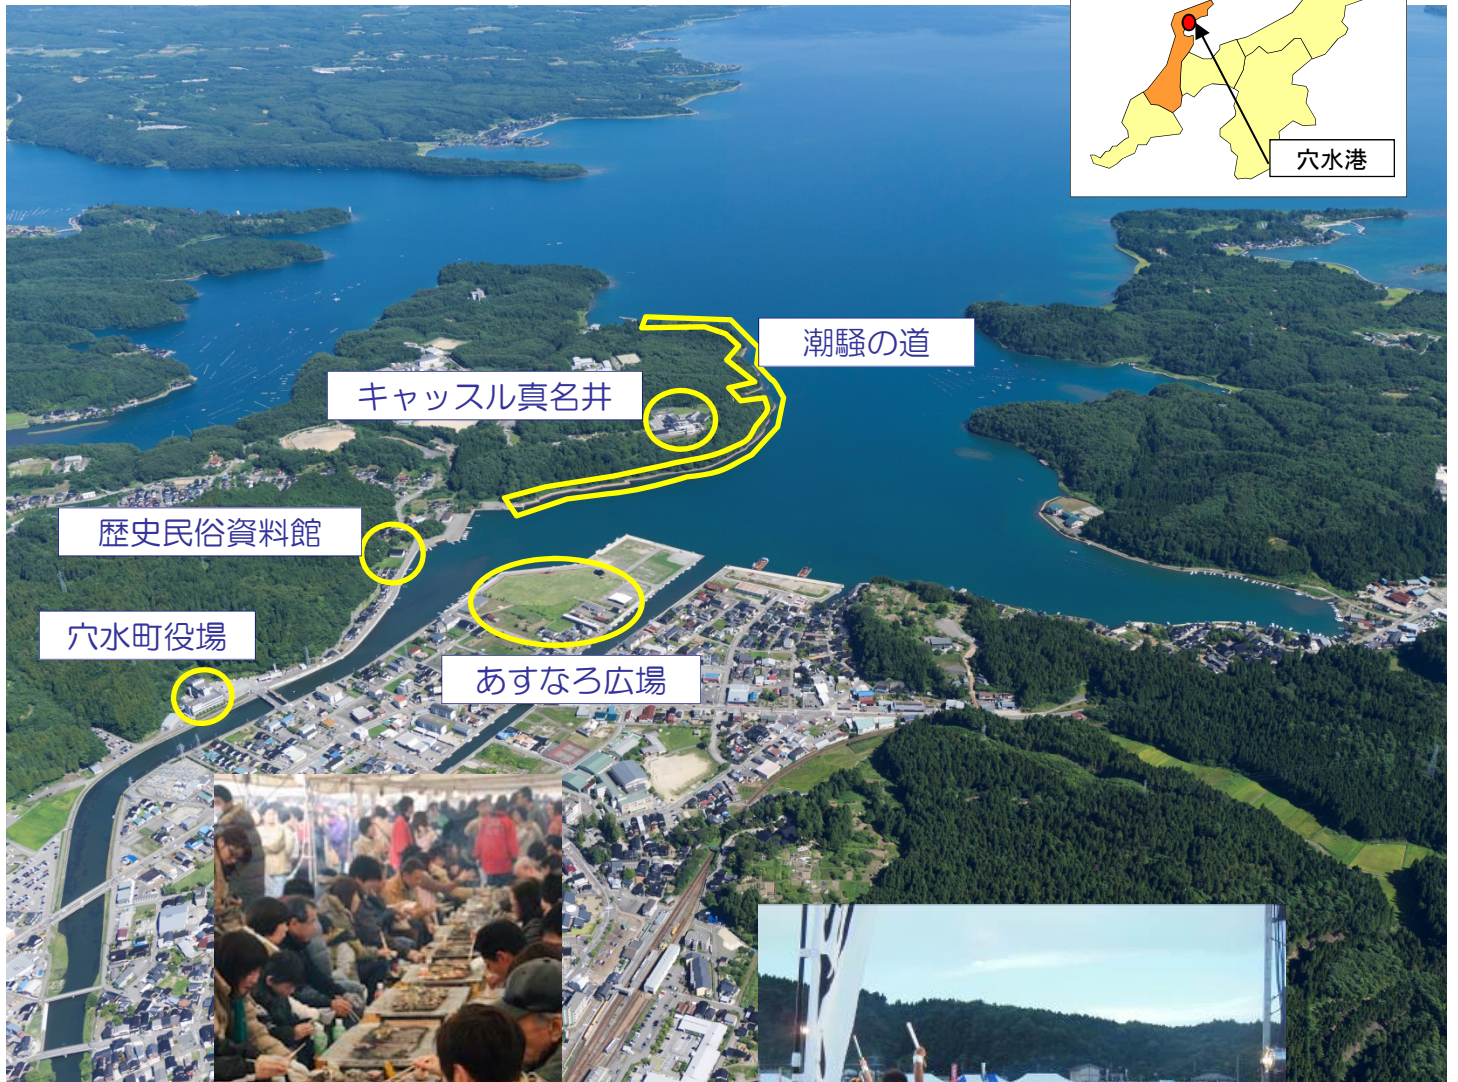 穴水港
潮騒の道
キャッスル真名井
歴史民俗資料館
穴水町役場
あすなろ広場